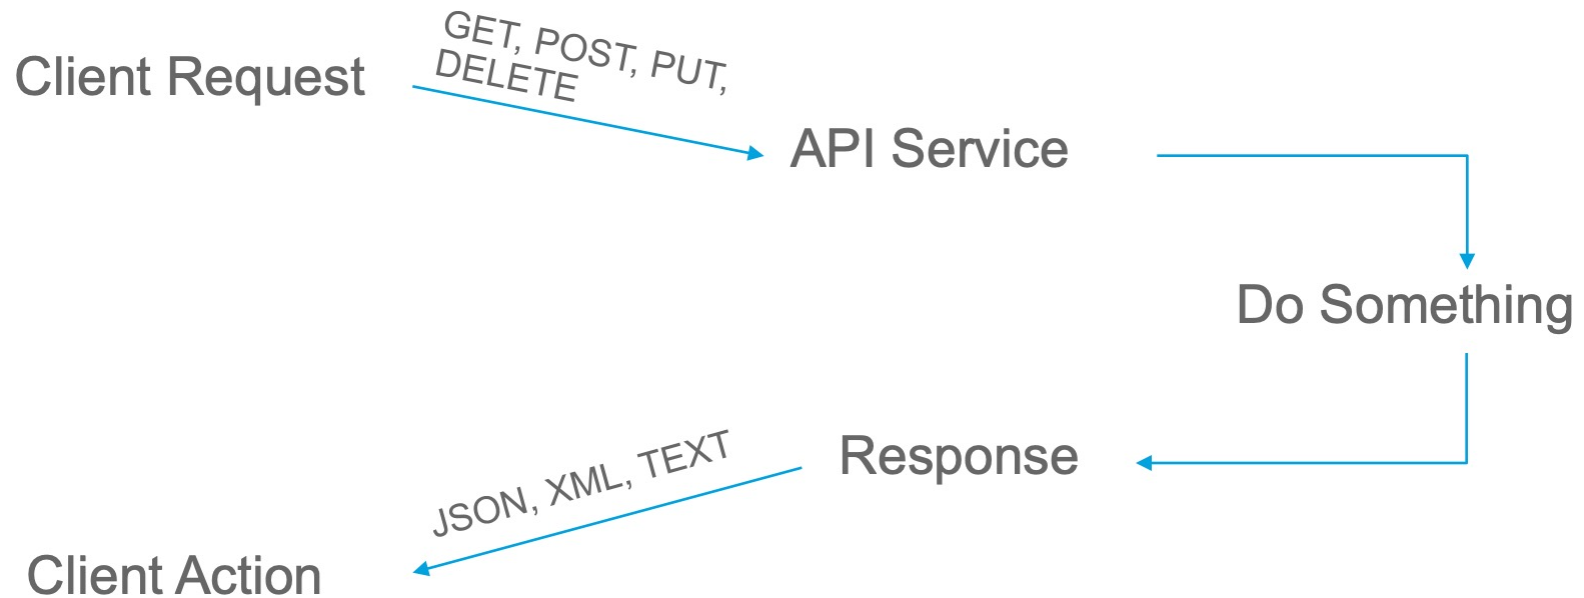 Client Request
GET, POST, PUT,
DELETE
API Service
Do Something
Response
JSON, XML, TEXT
Client Action